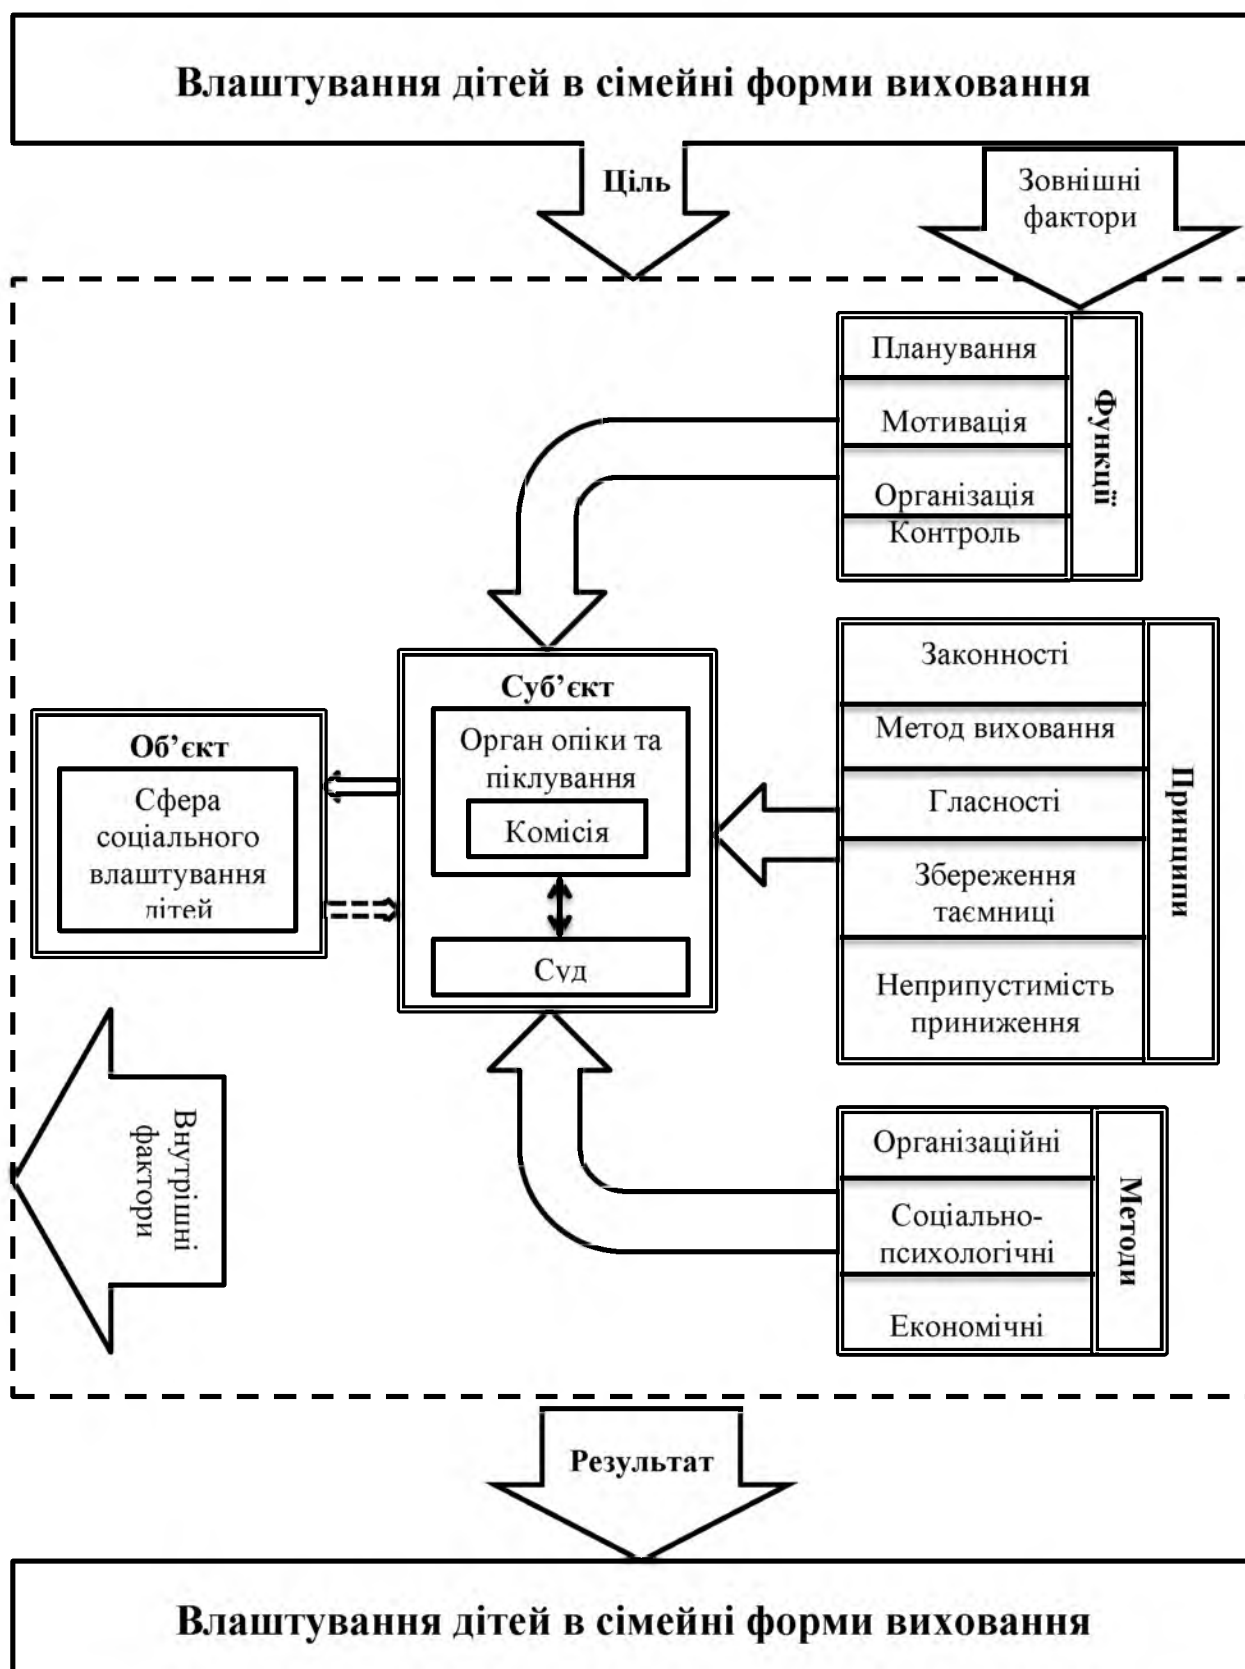 Влаштування дітей в сімейні форми виховання
Ціль
Зовнішні
фактори
Планування
Мотивація
Організація
Контроль
Функції
Суб’єкт
Орган опіки та
піклування
Комісія
Суд
Об’єкт
Сфера
соціального
влаштування
дітей
Законності
Метод виховання
Гласності
Збереження
таємниці
Неприпустимість
приниження
Принципи
Внутрішні
фактори
Організаційні
Соціально-
психологічні
Економічні
Методи
Результат
Влаштування дітей в сімейні форми виховання